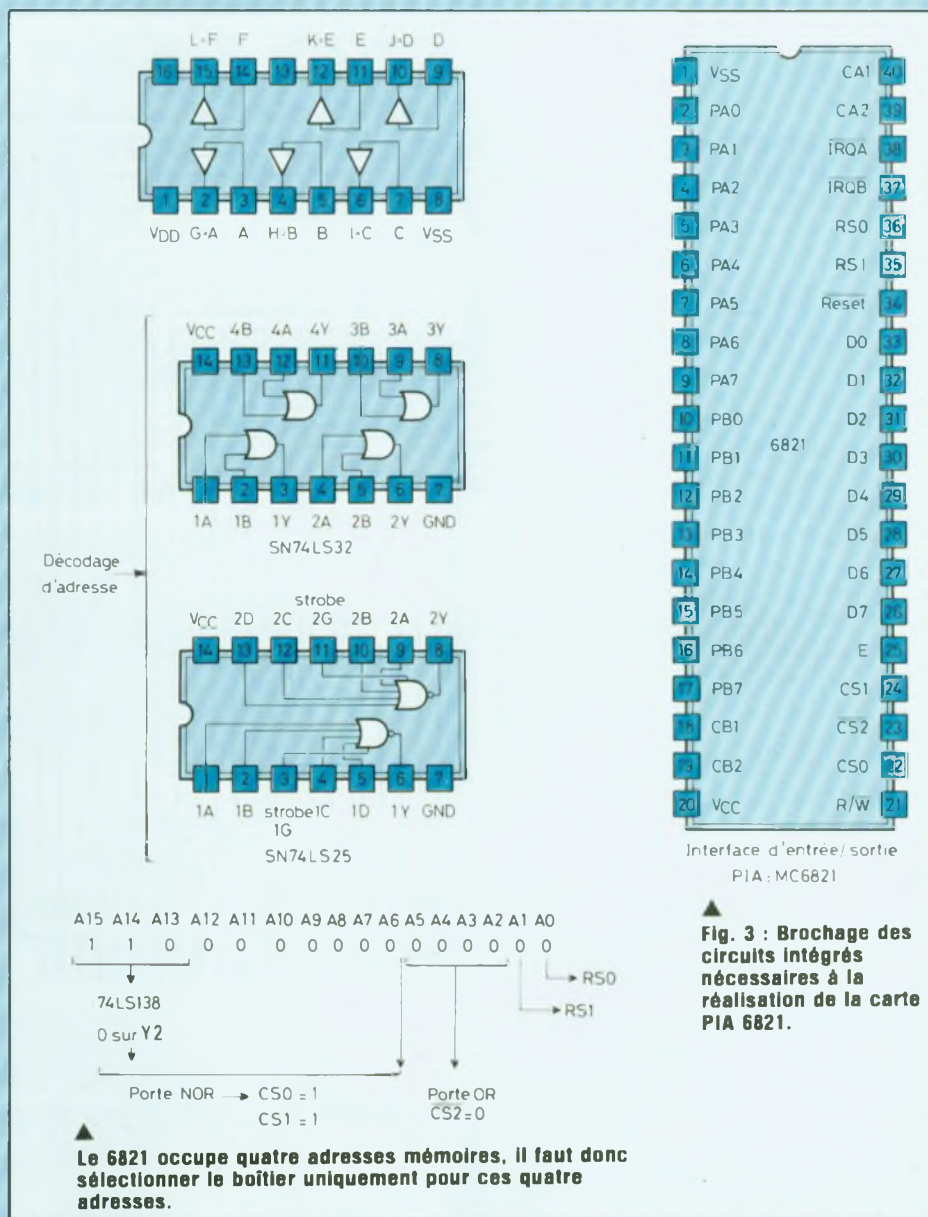 L=F F K=E E J=D D
16 15 14 13 12 11 10 9
1 2 3 4 5 6 7 8
VDD G=A A H=B B I=C C VSS
Décodage
d'adresse
VCC 4B 4A 4Y 3B 3A 3Y
14 13 12 11 10 9 8
1 2 3 4 5 6 7
1A 1B 1Y 2A 2B 2Y GND
SN74LS32
strobe
VCC 2D 2C 2G 2B 2A 2Y
14 13 12 11 10 9 8
1 2 3 4 5 6 7
1A 1B strobe 1C 1D 1Y GND
1G
SN74LS25
1 VSS CA1 40
2 PA0 CA2 39
3 PA1 IRQA 38
4 PA2 IRQB 37
5 PA3 RS0 36
6 PA4 RS1 35
7 PA5 Reset 34
8 PA6 D0 33
9 PA7 D1 32
10 PB0 D2 31
11 PB1 6821 D3 30
12 PB2 D4 29
13 PB3 D5 28
14 PB4 D6 27
15 PB5 D7 26
16 PB6 E 25
17 PB7 CS1 24
18 CB1 CS2 23
19 CB2 CS0 22
20 VCC R/W 21
Interface d'entrée/sortie
PIA : MC6821
Fig. 3 : Brochage des
circuits intégrés
nécessaires à la
réalisation de la carte
PIA 6821.
A15 A14 A13 A12 A11 A10 A9 A8 A7 A6 A5 A4 A3 A2 A1 A0
1 1 0 0 0 0 0 0 0 0 0 0 0 0 0 0
RS0
RS1
74LS138
0 sur Y2
Porte NOR → CS0 = 1
CS1 = 1
Porte OR
CS2 = 0
Le 6821 occupe quatre adresses mémoires, il faut donc
sélectionner le boîtier uniquement pour ces quatre
adresses.